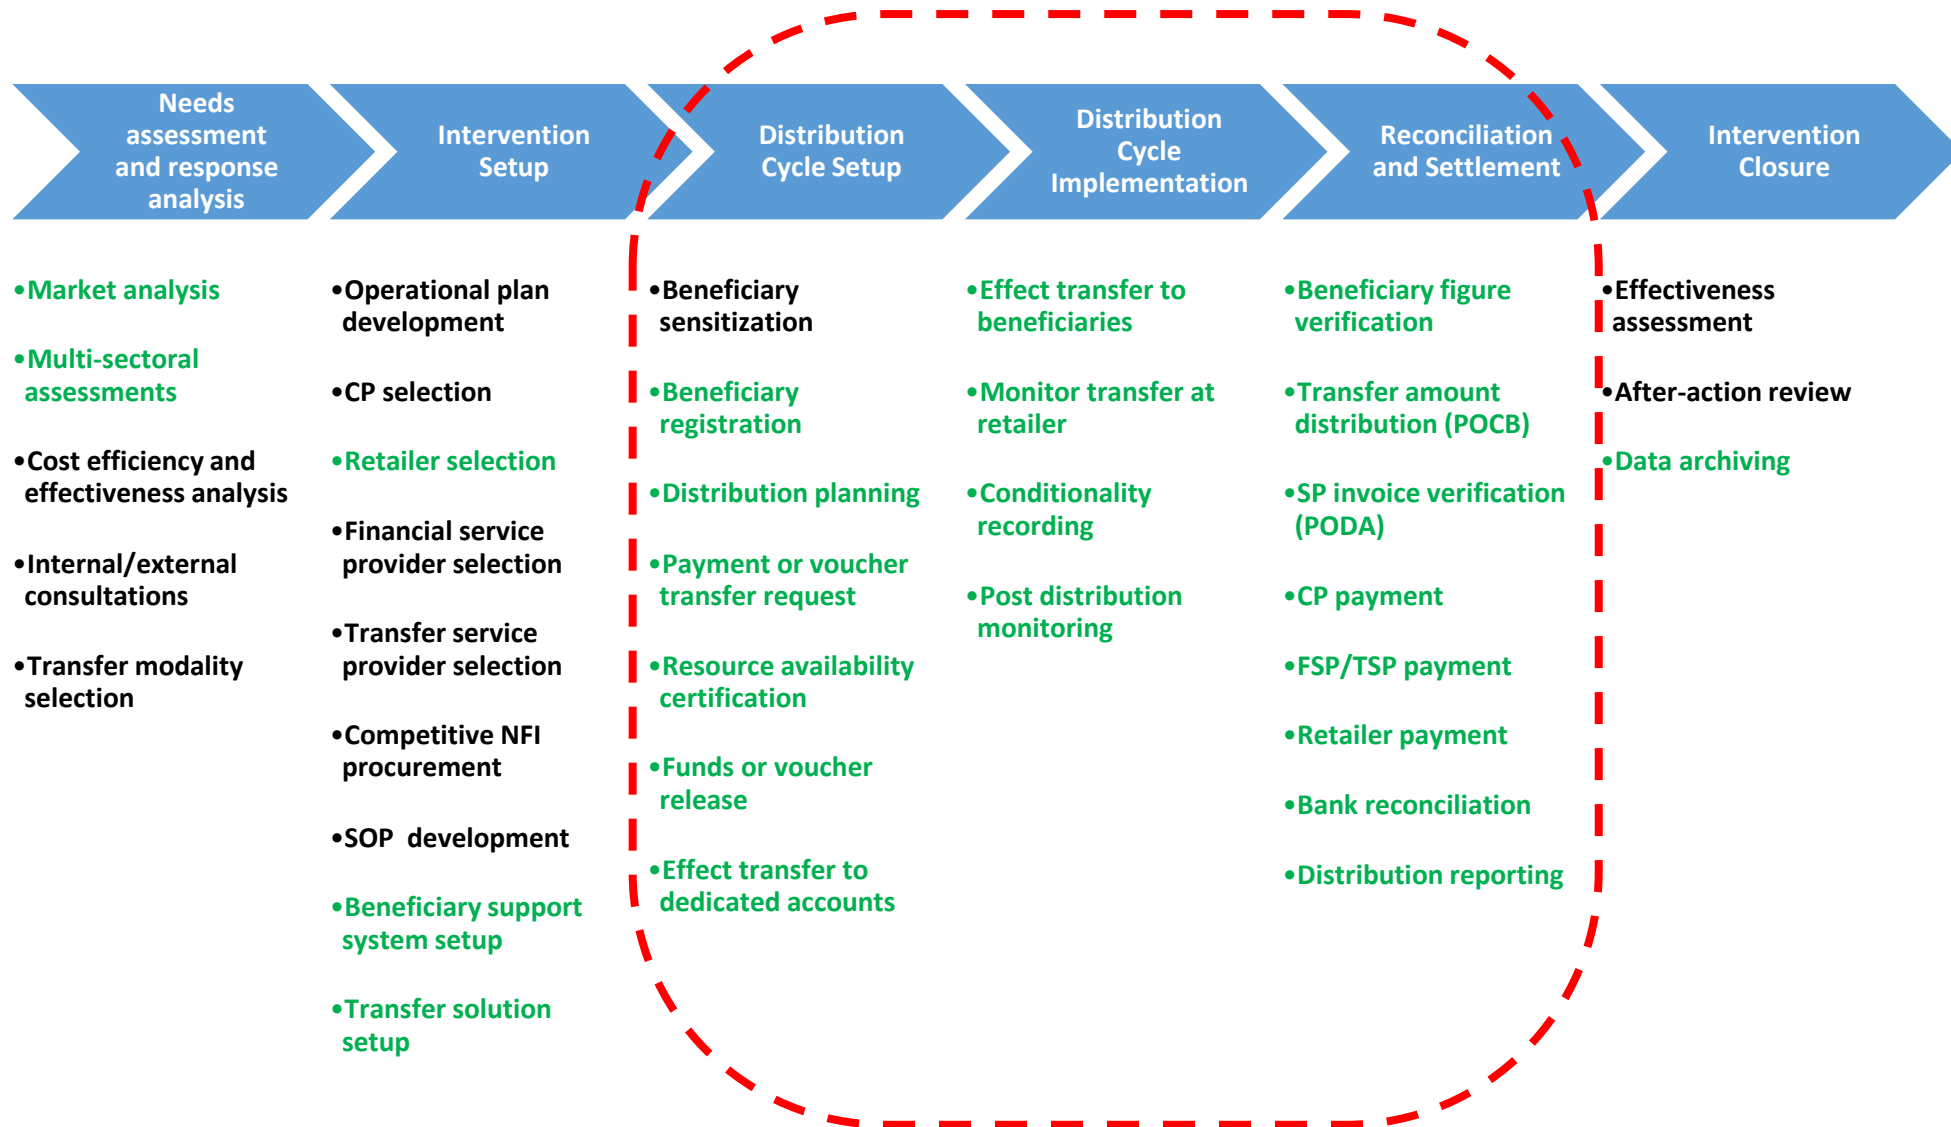 Needs
assessment
and response
analysis
Intervention
Setup
Distribution
Cycle Setup
Distribution
Cycle
Implementation
Reconciliation
and Settlement
Intervention
Closure
•Market analysis
•Multi-sectoral
assessments
•Cost efficiency and
effectiveness analysis
•Internal/external
consultations
•Transfer modality
selection
•Operational plan
development
•CP selection
•Retailer selection
•Financial service
provider selection
•Transfer service
provider selection
•Competitive NFI
procurement
•SOP  development
•Beneficiary support
system setup
•Transfer solution
setup
•Beneficiary
sensitization
•Beneficiary
registration
•Distribution planning
•Payment or voucher
transfer request
•Resource availability
certification
•Funds or voucher
release
•Effect transfer to
dedicated accounts
•Effect transfer to
beneficiaries
•Monitor transfer at
retailer
•Conditionality
recording
•Post distribution
monitoring
•Beneficiary figure
verification
•Transfer amount
distribution (POCB)
•SP invoice verification
(PODA)
•CP payment
•FSP/TSP payment
•Retailer payment
•Bank reconciliation
•Distribution reporting
•Effectiveness
assessment
•After-action review
•Data archiving